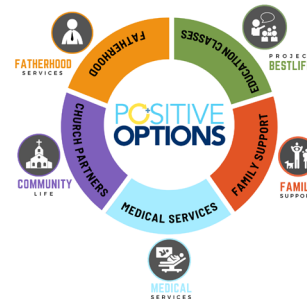 FATHERHOOD
SERVICES
FATHERHOOD
EDUCATION CLASSES
PROJEC
BESTLIF
POSITIVE
OPTIONS
CHURCH PARTNERS
FAMILY SUPPORT
COMMUNITY
LIFE
FAMIL
SUPPO
MEDICAL SERVICES
MEDICAL
SERVICES